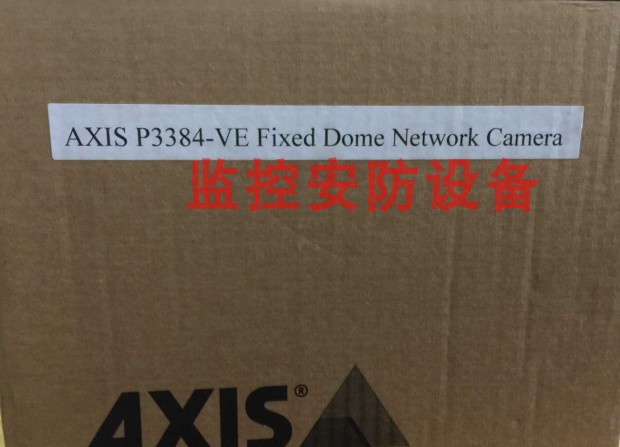 AXIS P3384-VE Fixed Dome Network Camera
监控安防设备
AXIS®